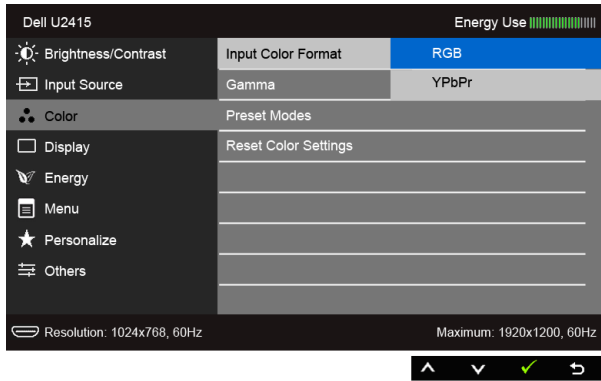 Dell U2415 Energy Use
Brightness/Contrast Input Color Format RGB
Input Source Gamma YPbPr
Color Preset Modes
Display Reset Color Settings
Energy
Menu
Personalize
Others
Resolution: 1024x768, 60Hz Maximum: 1920x1200, 60Hz